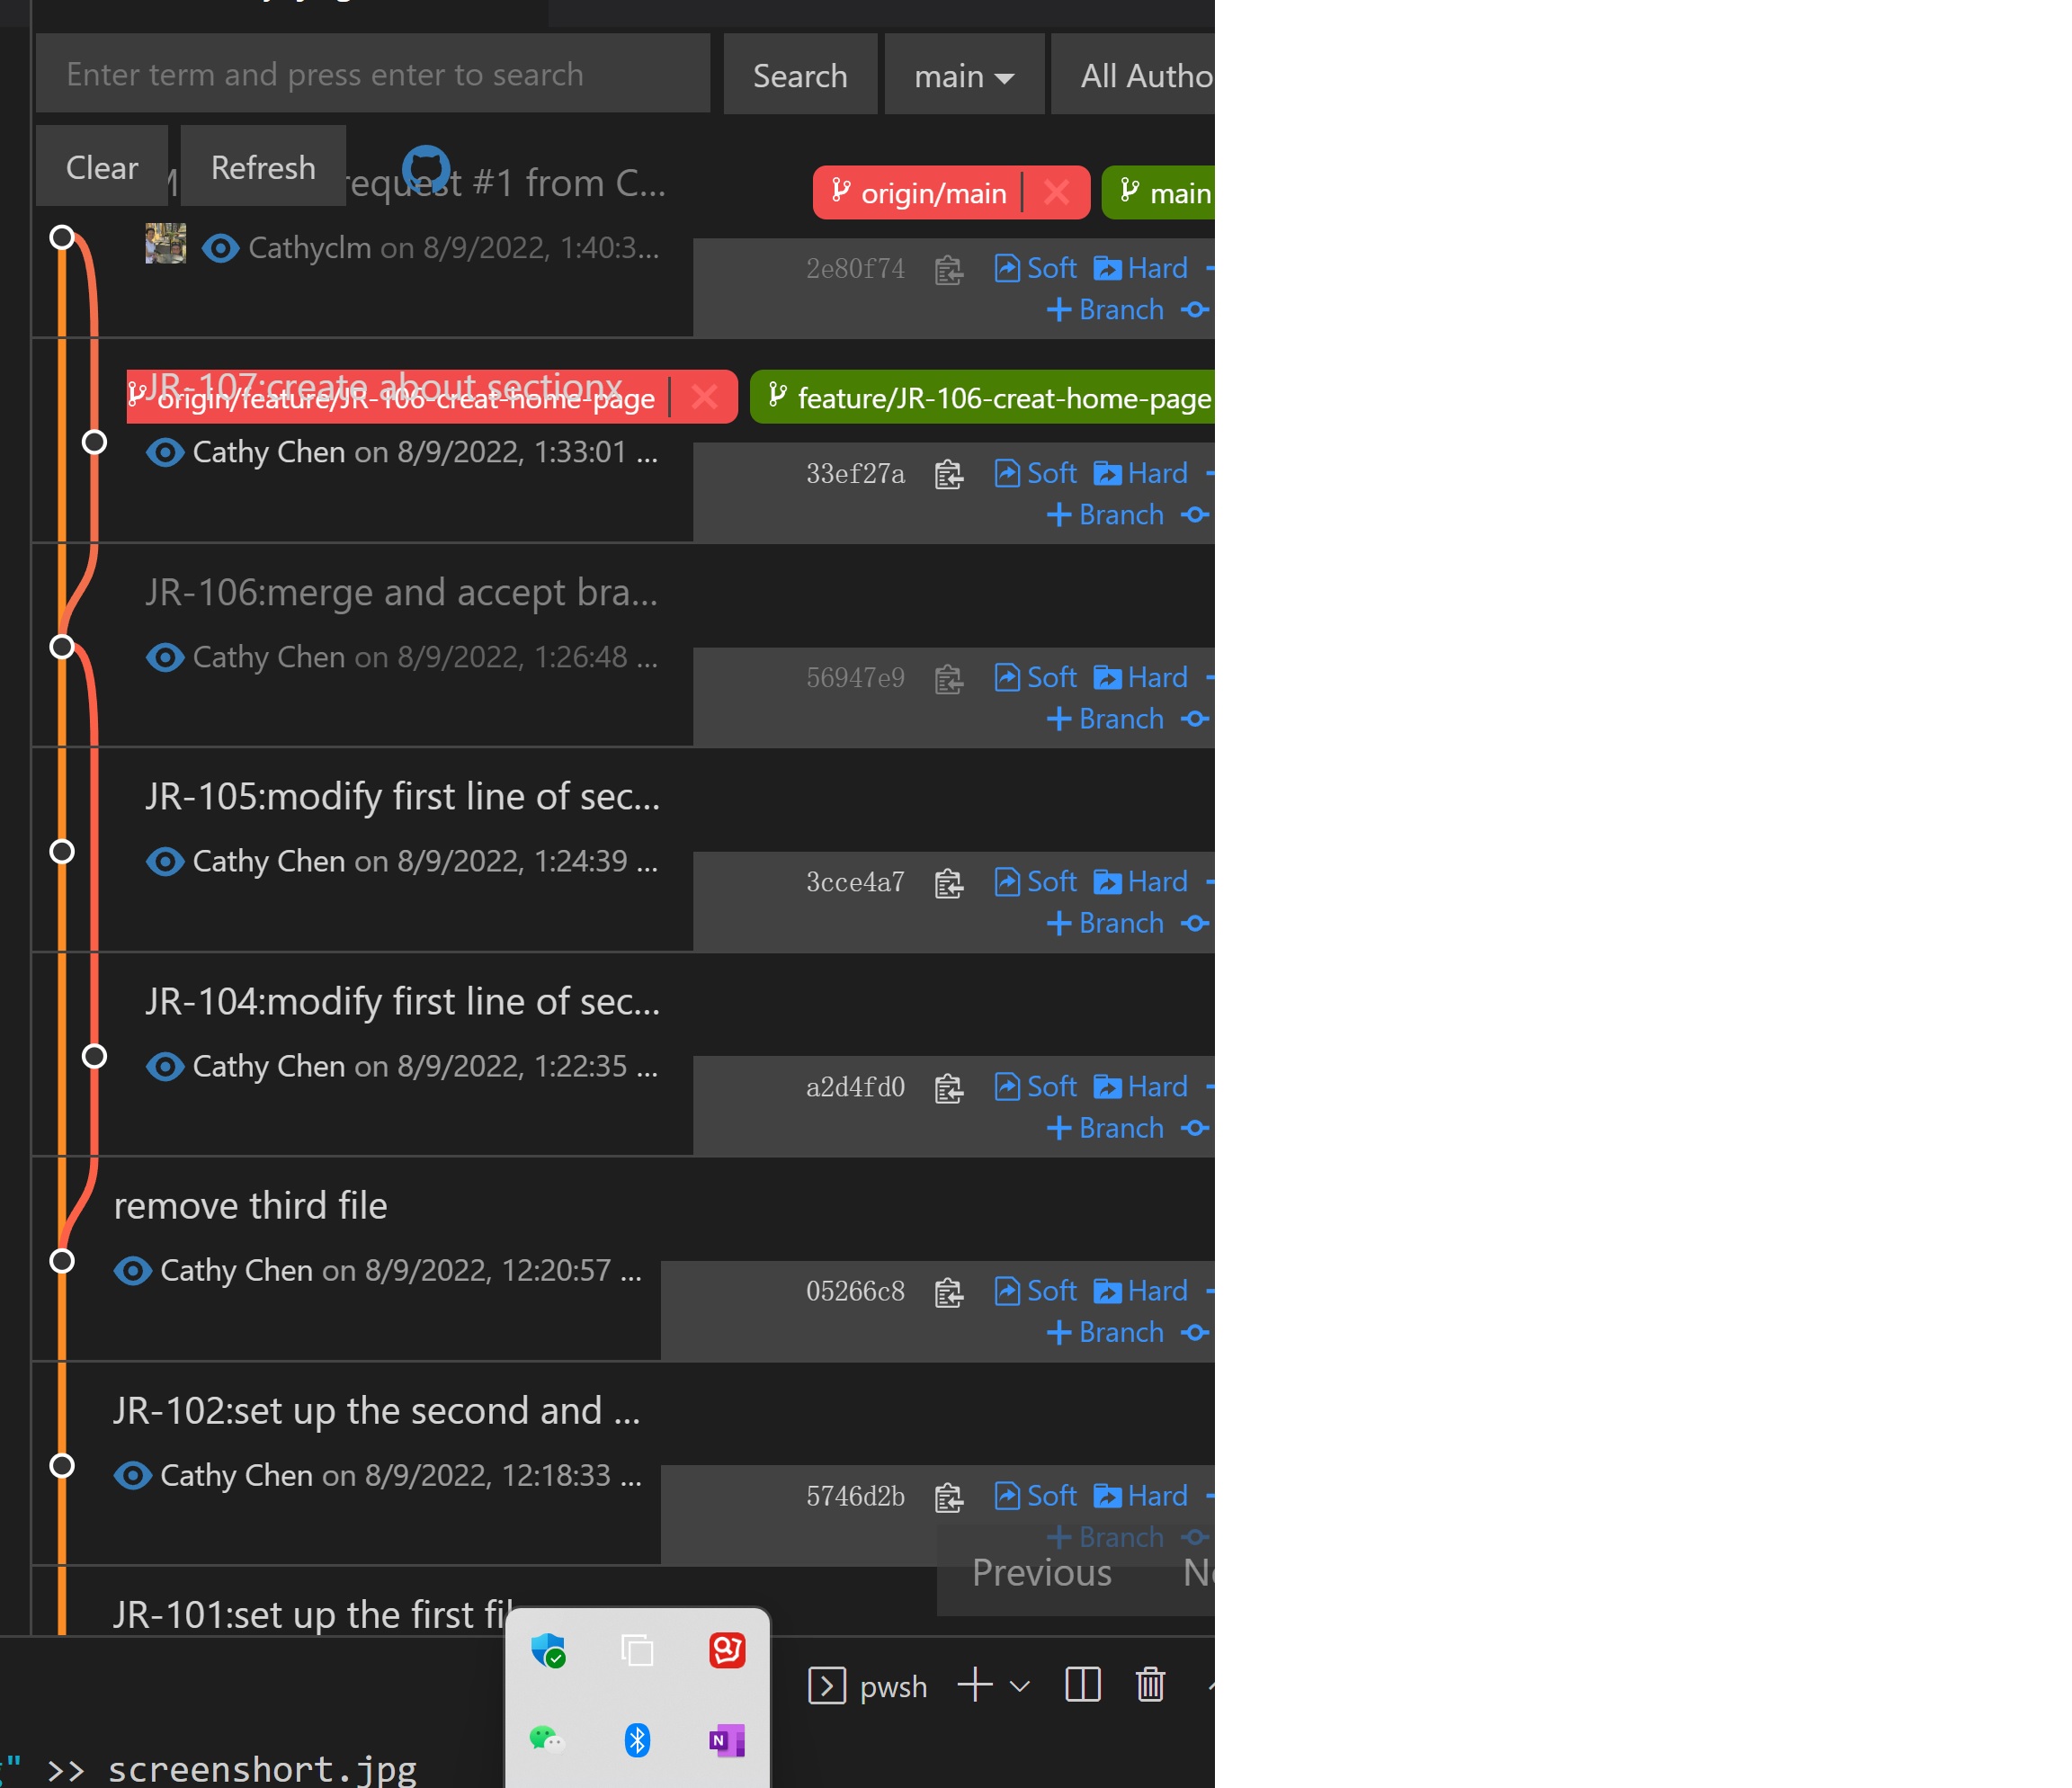 Enter term and press enter to search Search main All Autho
Clear Refresh request #1 from C...
origin/main main
Cathyclm on 8/9/2022, 1:40:3...
2e80f74 Soft Hard
Branch
JR-107:create about sectionx
origin/feature/JR-106-creat-home-page feature/JR-106-creat-home-page
Cathy Chen on 8/9/2022, 1:33:01 ...
33ef27a Soft Hard
Branch
JR-106:merge and accept bra...
Cathy Chen on 8/9/2022, 1:26:48 ...
56947e9 Soft Hard
Branch
JR-105:modify first line of sec...
Cathy Chen on 8/9/2022, 1:24:39 ...
3cce4a7 Soft Hard
Branch
JR-104:modify first line of sec...
Cathy Chen on 8/9/2022, 1:22:35 ...
a2d4fd0 Soft Hard
Branch
remove third file
Cathy Chen on 8/9/2022, 12:20:57 ...
05266c8 Soft Hard
Branch
JR-102:set up the second and ...
Cathy Chen on 8/9/2022, 12:18:33 ...
5746d2b Soft Hard
Branch
Previous
JR-101:set up the first fil
pwsh
" >> screenshort.jpg